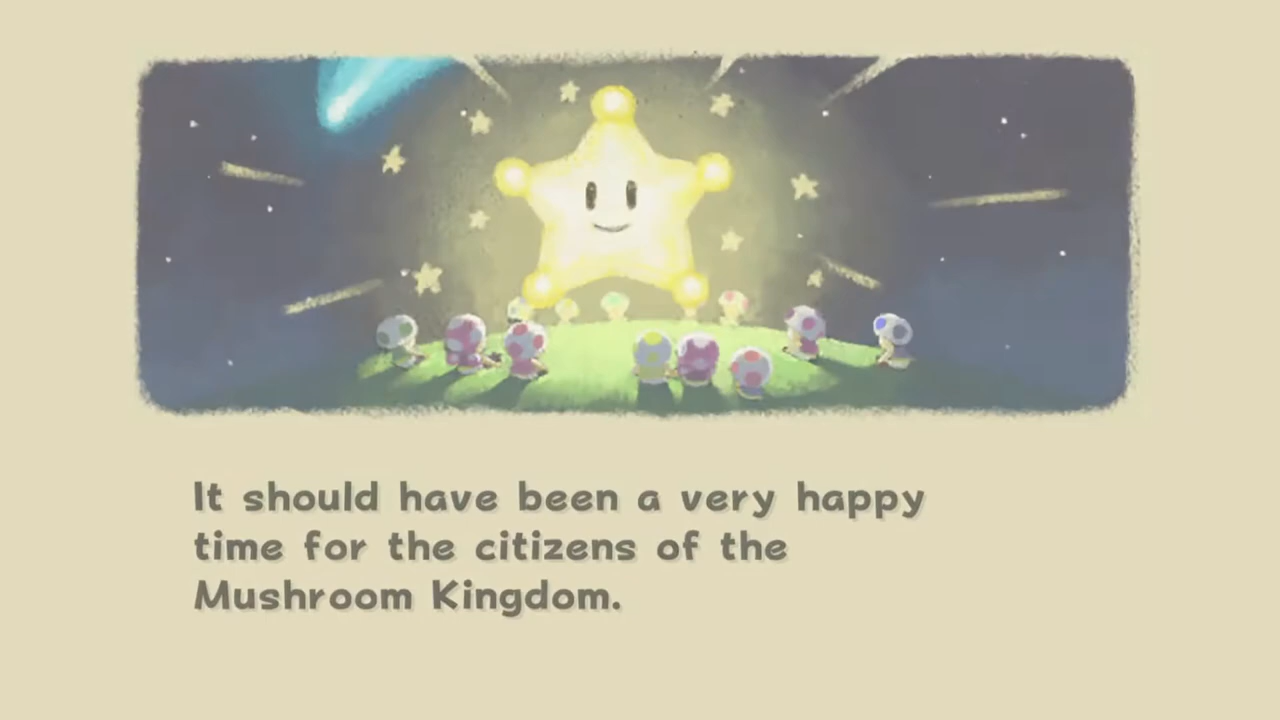 It should have been a very happy
time for the citizens of the
Mushroom Kingdom.